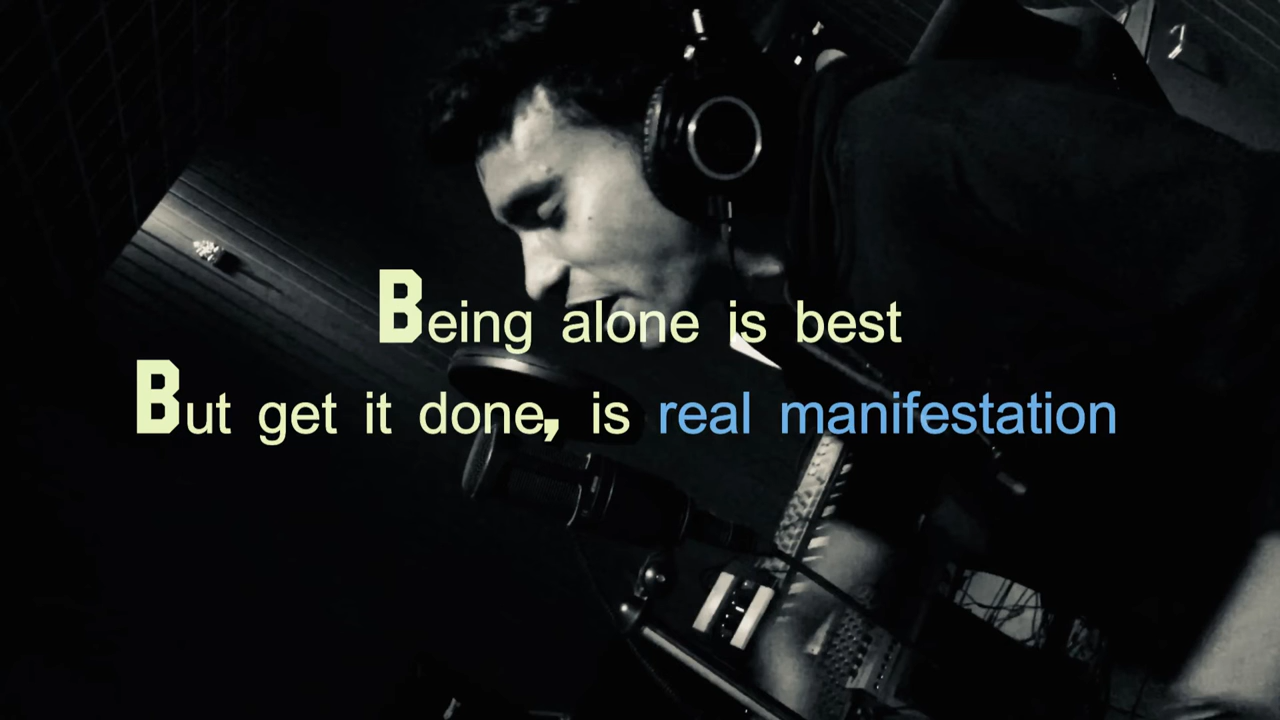 Being alone is best
But get it done, is real manifestation